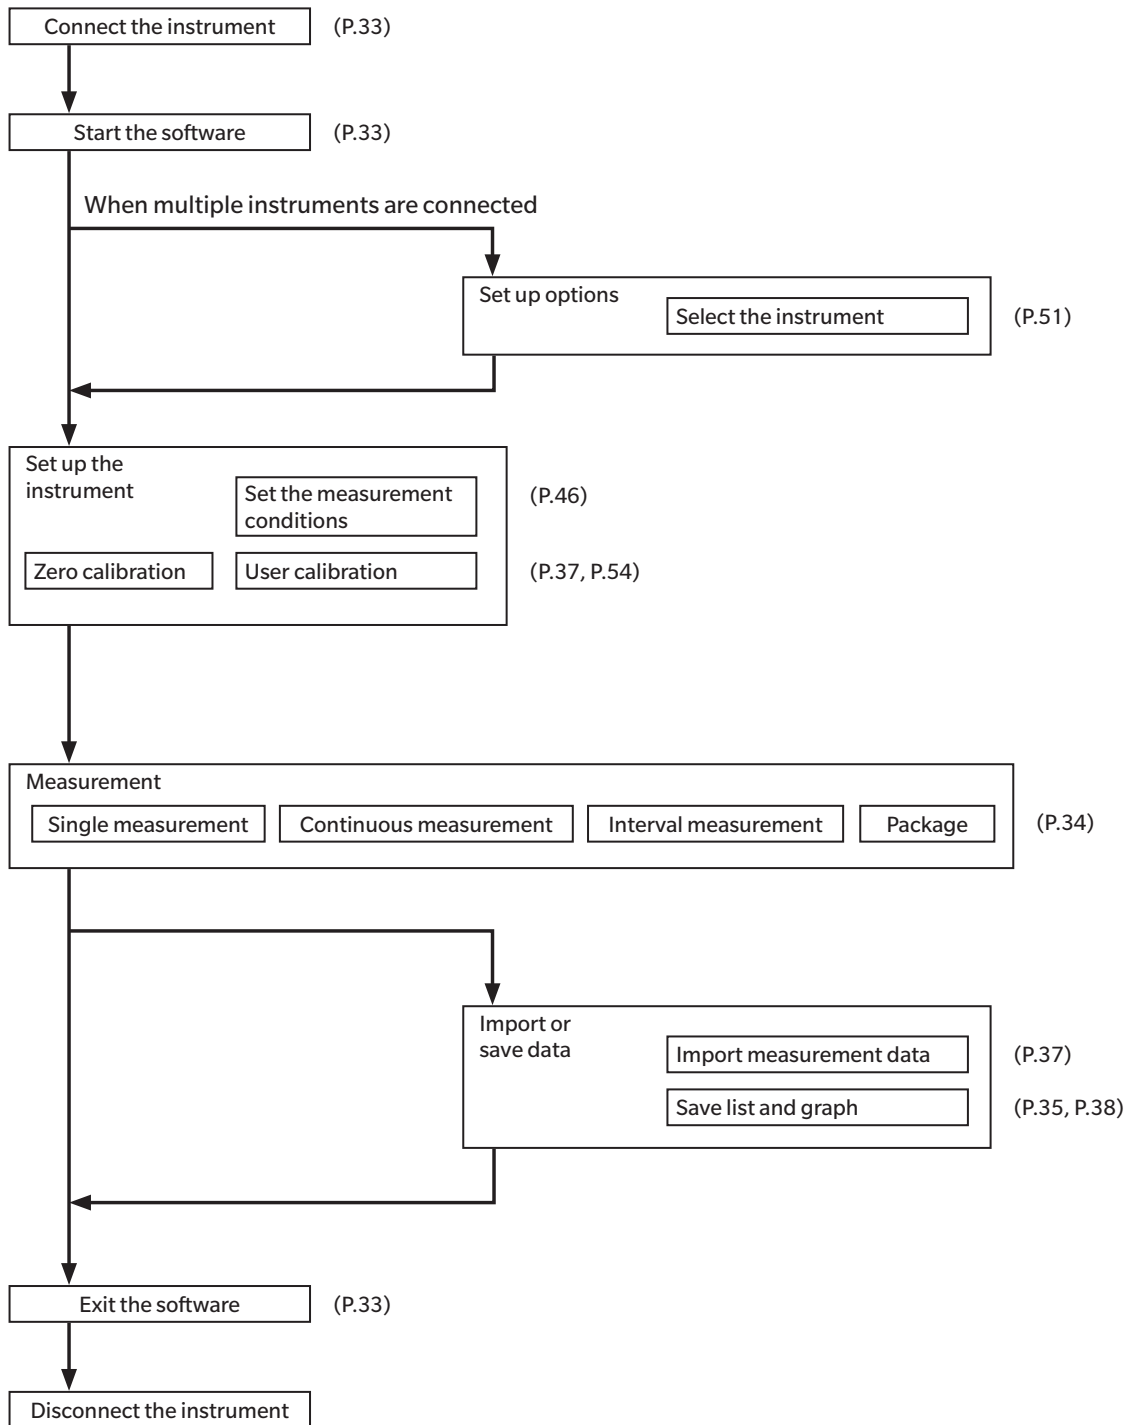 Connect the instrument (P.33)
Start the software (P.33)
When multiple instruments are connected
Set up options
Select the instrument (P.51)
Set up the
instrument
Set the measurement
conditions
(P.46)
Zero calibration User calibration (P.37, P.54)
Measurement
Single measurement Continuous measurement Interval measurement Package (P.34)
Import or
save data
Import measurement data (P.37)
Save list and graph (P.35, P.38)
Exit the software (P.33)
Disconnect the instrument